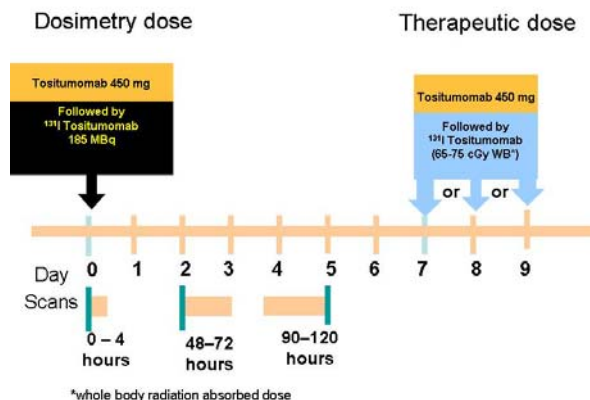 Dosimetry dose
Therapeutic dose
Tositumomab 450 mg
Followed by
¹³¹I Tositumomab
185 MBq
Tositumomab 450 mg
Followed by
¹³¹I Tositumomab
(65-75 cGy WB*)
or or
Day 0 1 2 3 4 5 6 7 8 9
Scans
0 – 4
hours
48–72
hours
90–120
hours
*whole body radiation absorbed dose